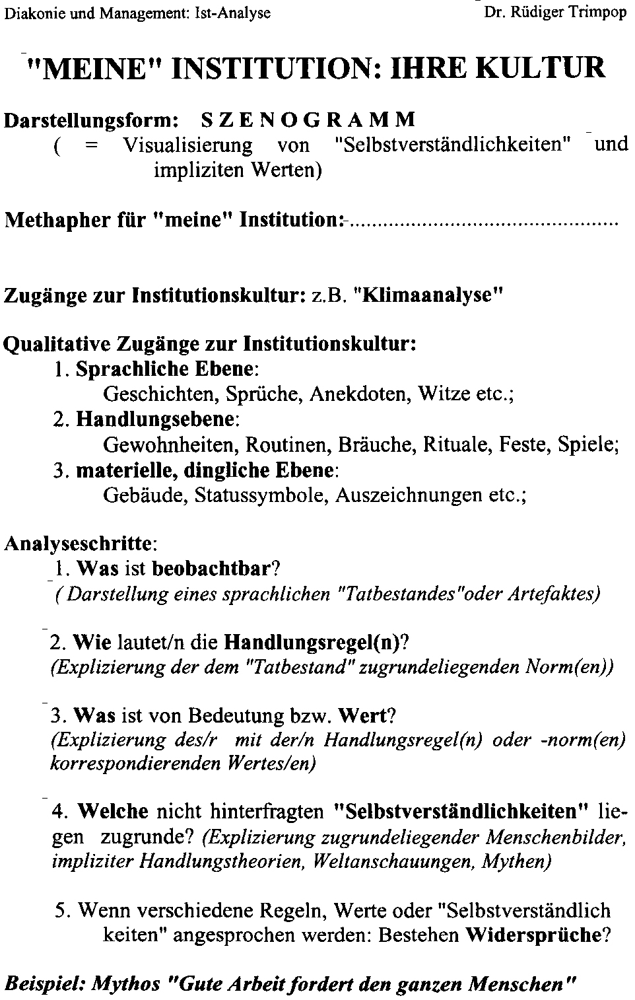 Diakonie und Management: Ist-Analyse Dr. Rüdiger Trimpop
"MEINE" INSTITUTION: IHRE KULTUR
Darstellungsform: S Z E N O G R A M M
( = Visualisierung von "Selbstverständlichkeiten" und
impliziten Werten)
Methapher für "meine" Institution:-...............................................
Zugänge zur Institutionskultur: z.B. "Klimaanalyse"
Qualitative Zugänge zur Institutionskultur:
1. Sprachliche Ebene:
Geschichten, Sprüche, Anekdoten, Witze etc.;
2. Handlungsebene:
Gewohnheiten, Routinen, Bräuche, Rituale, Feste, Spiele;
3. materielle, dingliche Ebene:
Gebäude, Statussymbole, Auszeichnungen etc.;
Analyseschritte:
1. Was ist beobachtbar?
( Darstellung eines sprachlichen "Tatbestandes"oder Artefaktes)
2. Wie lautet/n die Handlungsregel(n)?
(Explizierung der dem "Tatbestand" zugrundeliegenden Norm(en))
3. Was ist von Bedeutung bzw. Wert?
(Explizierung des/r mit der/n Handlungsregel(n) oder -norm(en)
korrespondierenden Wertes/en)
4. Welche nicht hinterfragten "Selbstverständlichkeiten" lie-
gen zugrunde? (Explizierung zugrundeliegender Menschenbilder,
impliziter Handlungstheorien, Weltanschauungen, Mythen)
5. Wenn verschiedene Regeln, Werte oder "Selbstverständlich
keiten" angesprochen werden: Bestehen Widersprüche?
Beispiel: Mythos "Gute Arbeit fordert den ganzen Menschen"